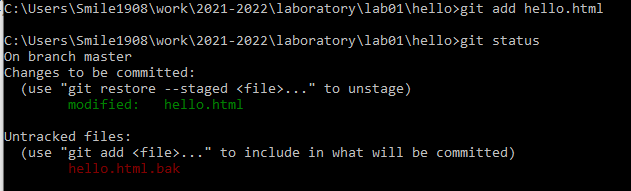 C:\Users\Smile1908\work\2021-2022\laboratory\lab01\hello>git add hello.html
C:\Users\Smile1908\work\2021-2022\laboratory\lab01\hello>git status
On branch master
Changes to be committed:
  (use "git restore --staged <file>..." to unstage)
        modified:   hello.html
Untracked files:
  (use "git add <file>..." to include in what will be committed)
        hello.html.bak